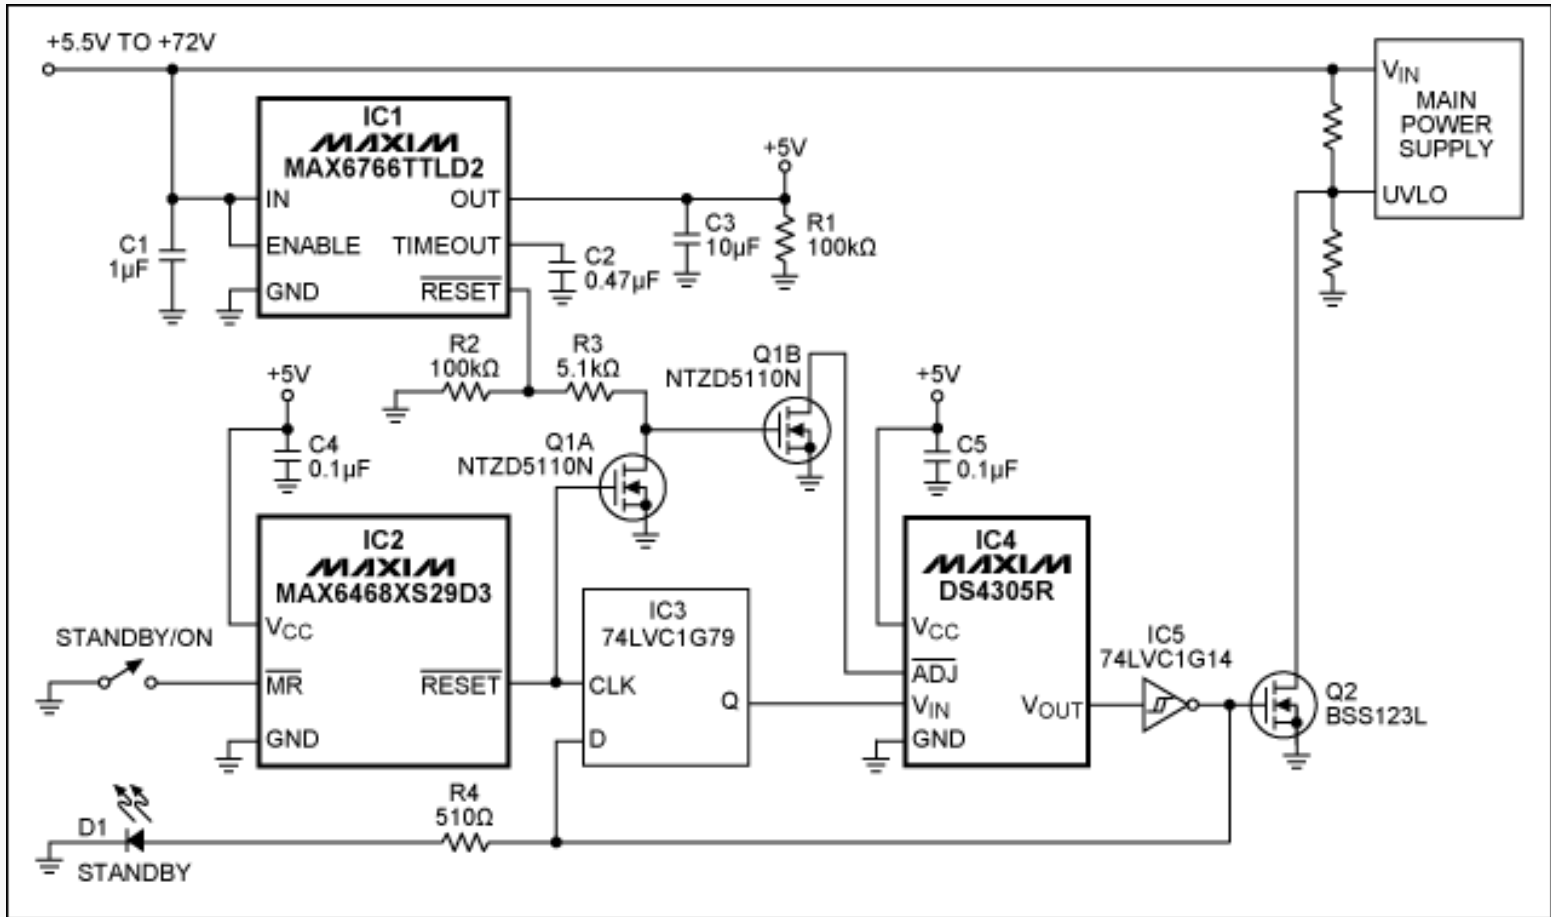 +5.5V TO +72V
IC1
MAXIM
MAX6766TTLD2
IN
OUT
ENABLE
TIMEOUT
GND
RESET
C1
1µF
C2
0.47µF
C3
10µF
+5V
R1
100kΩ
VIN
MAIN
POWER
SUPPLY
UVLO
R2
100kΩ
R3
5.1kΩ
Q1B
NTZD5110N
+5V
C4
0.1µF
Q1A
NTZD5110N
+5V
C5
0.1µF
IC2
MAXIM
MAX6468XS29D3
VCC
MR
RESET
GND
STANDBY/ON
IC3
74LVC1G79
CLK
Q
D
IC4
MAXIM
DS4305R
VCC
ADJ
VIN
VOUT
GND
IC5
74LVC1G14
Q2
BSS123L
R4
510Ω
D1
STANDBY